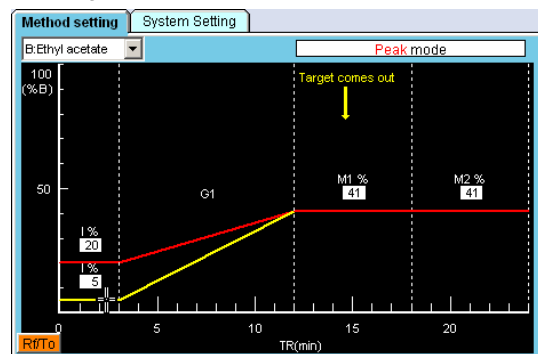 Method setting
System Setting
B:Ethyl acetate
Peak mode
100
(%B)
Target comes out
50
G1
M1 %
41
M2 %
41
I %
20
I %
5
0
5
10
15
20
Rf/To
TR(min)